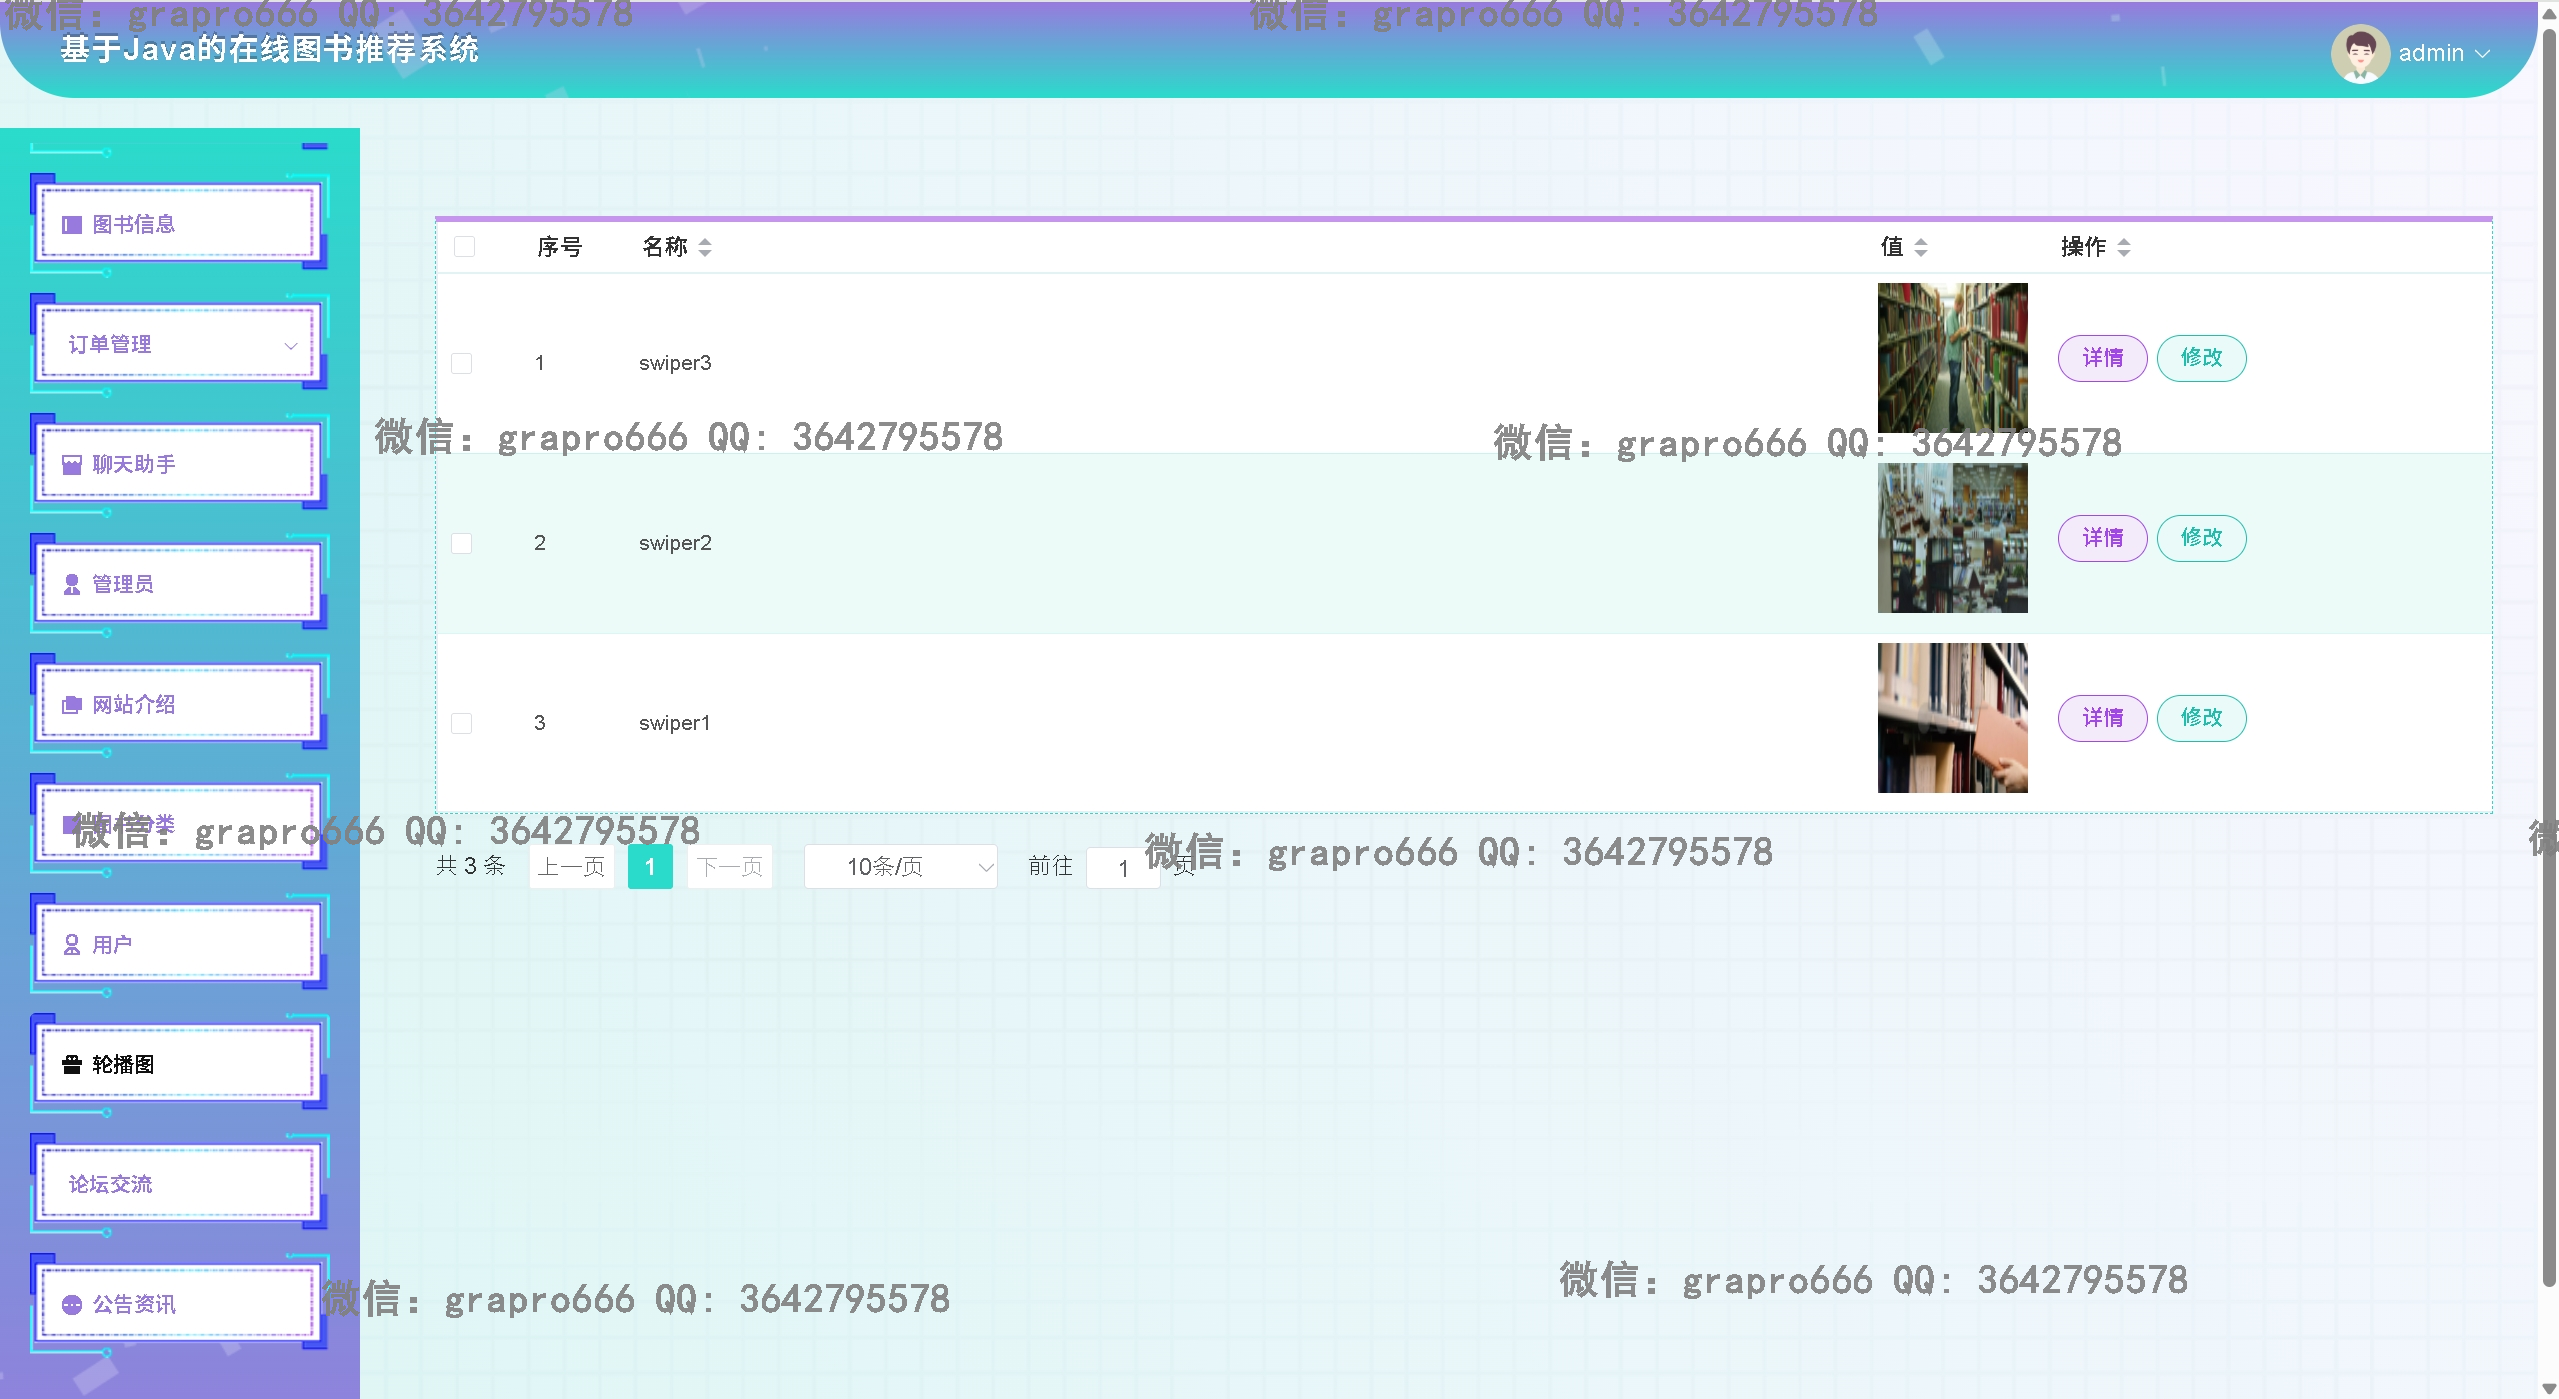 微信：grapro666 QQ：3642795578
微信：grapro666 QQ：3642795578
基于Java的在线图书推荐系统
admin
图书信息
订单管理
聊天助手
管理员
网站介绍
用户
轮播图
论坛交流
公告资讯
序号 名称 值 操作
1 swiper3 详情 修改
微信：grapro666 QQ：3642795578
微信：grapro666 QQ：3642795578
2 swiper2 详情 修改
3 swiper1 详情 修改
微信：grapro666 QQ：3642795578
微信：grapro666 QQ：3642795578
微
共 3 条 上一页 1 下一页 10条/页 前往 1 页
微信：grapro666 QQ：3642795578
微信：grapro666 QQ：3642795578